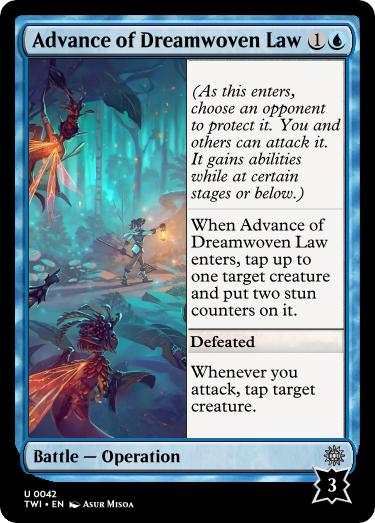 Advance of Dreamwoven Law 1
(As this enters,
choose an opponent
to protect it. You and
others can attack it.
It gains abilities
while at certain
stages or below.)
When Advance of
Dreamwoven Law
enters, tap up to
one target creature
and put two stun
counters on it.
Defeated
Whenever you
attack, tap target
creature.
Battle — Operation
3
U 0042
TWI • EN Asur Misoa